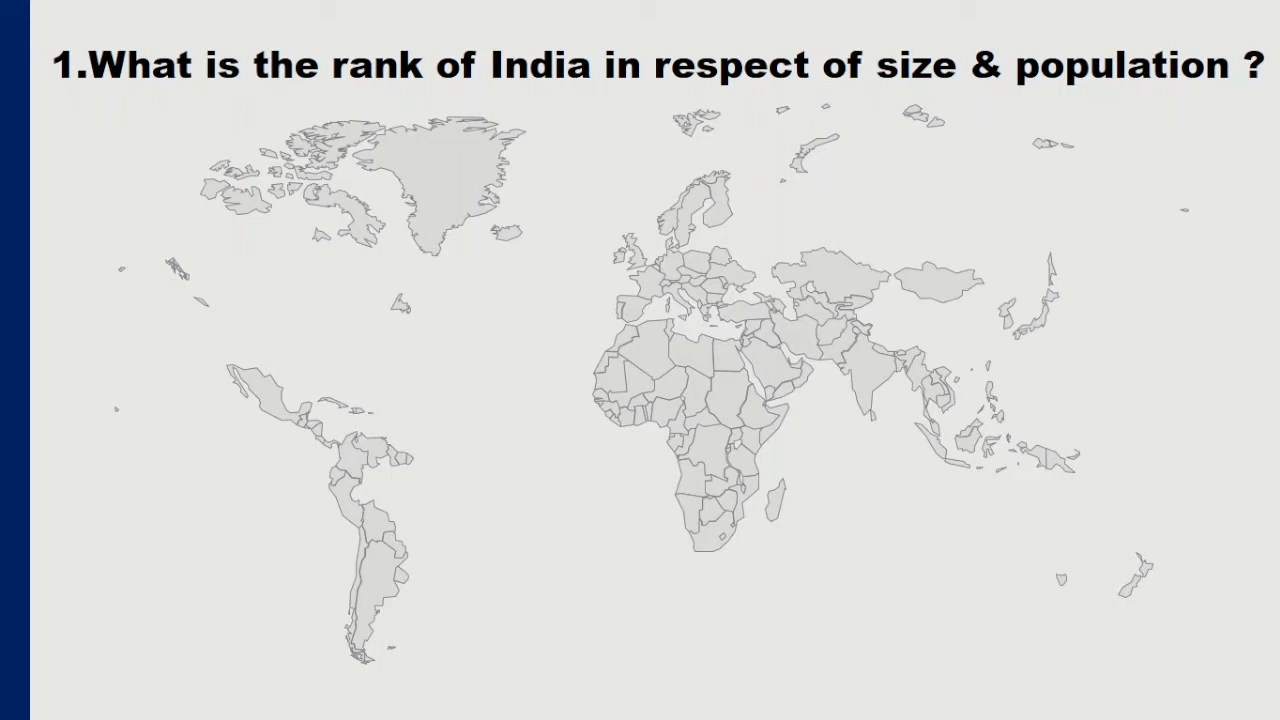 1.What is the rank of India in respect of size & population ?